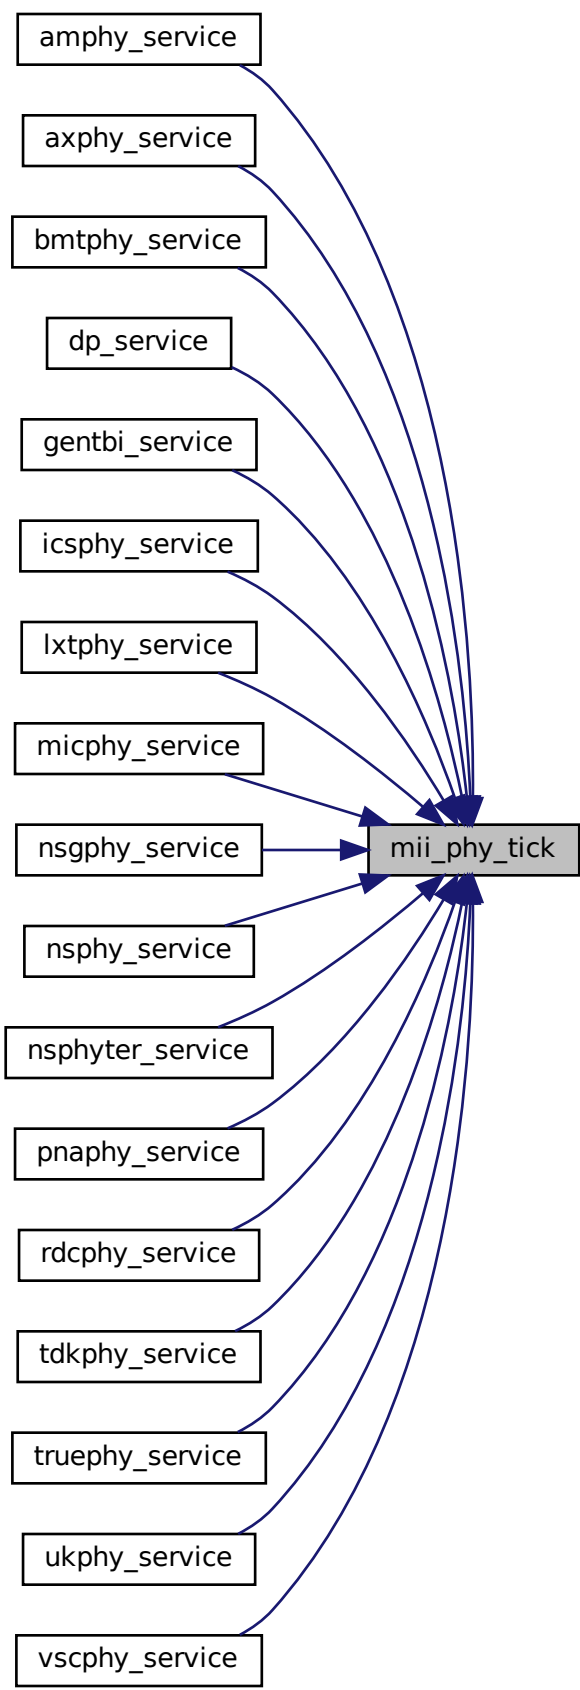 amphy_service
axphy_service
bmtphy_service
dp_service
gentbi_service
icsphy_service
lxtphy_service
micphy_service
nsgphy_service
mii_phy_tick
nsphy_service
nsphyter_service
pnaphy_service
rdcphy_service
tdkphy_service
truephy_service
ukphy_service
vscphy_service